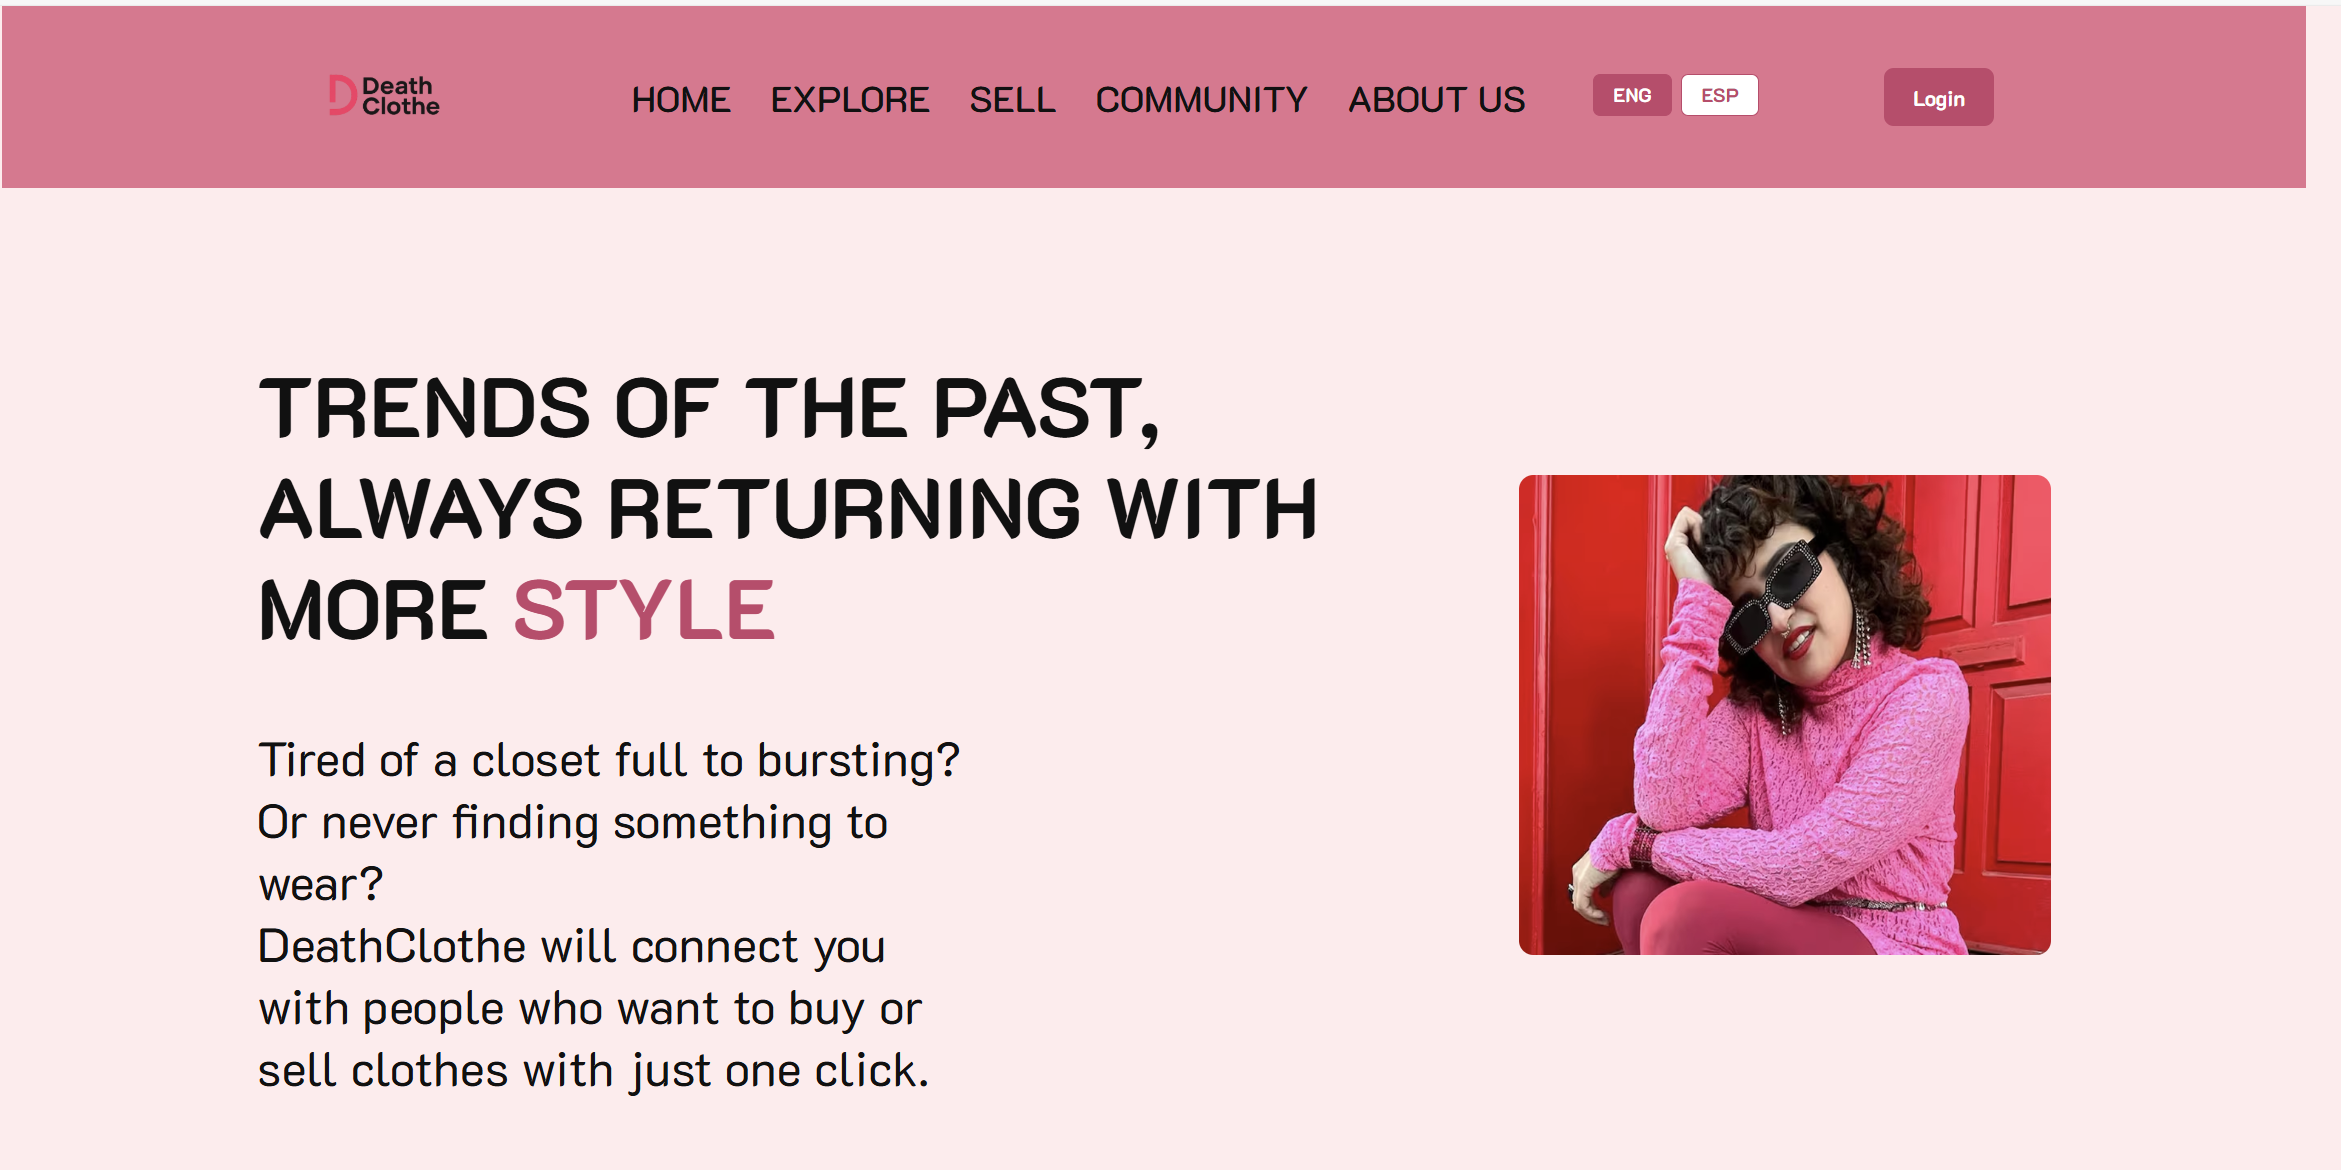 Death
Clothe
HOME EXPLORE SELL COMMUNITY ABOUT US
ENG ESP
Login
TRENDS OF THE PAST,
ALWAYS RETURNING WITH
MORE STYLE
Tired of a closet full to bursting?
Or never finding something to
wear?
DeathClothe will connect you
with people who want to buy or
sell clothes with just one click.